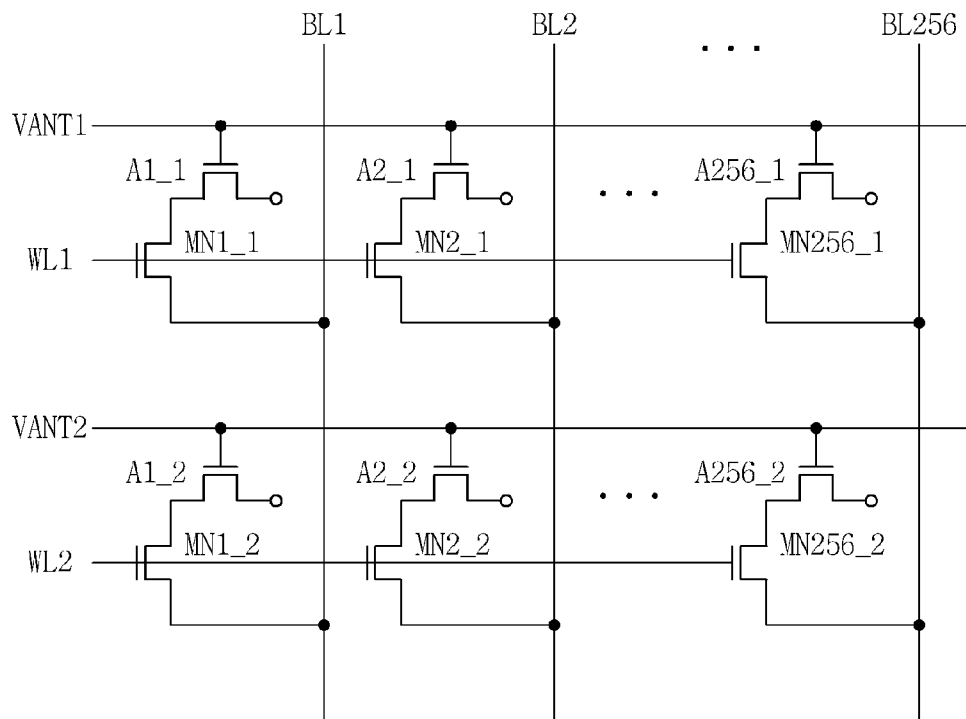 BL1 BL2 ... BL256
VANT1
A1_1 A2_1 ... A256_1
MN1_1 MN2_1 MN256_1
WL1
VANT2
A1_2 A2_2 ... A256_2
MN1_2 MN2_2 MN256_2
WL2